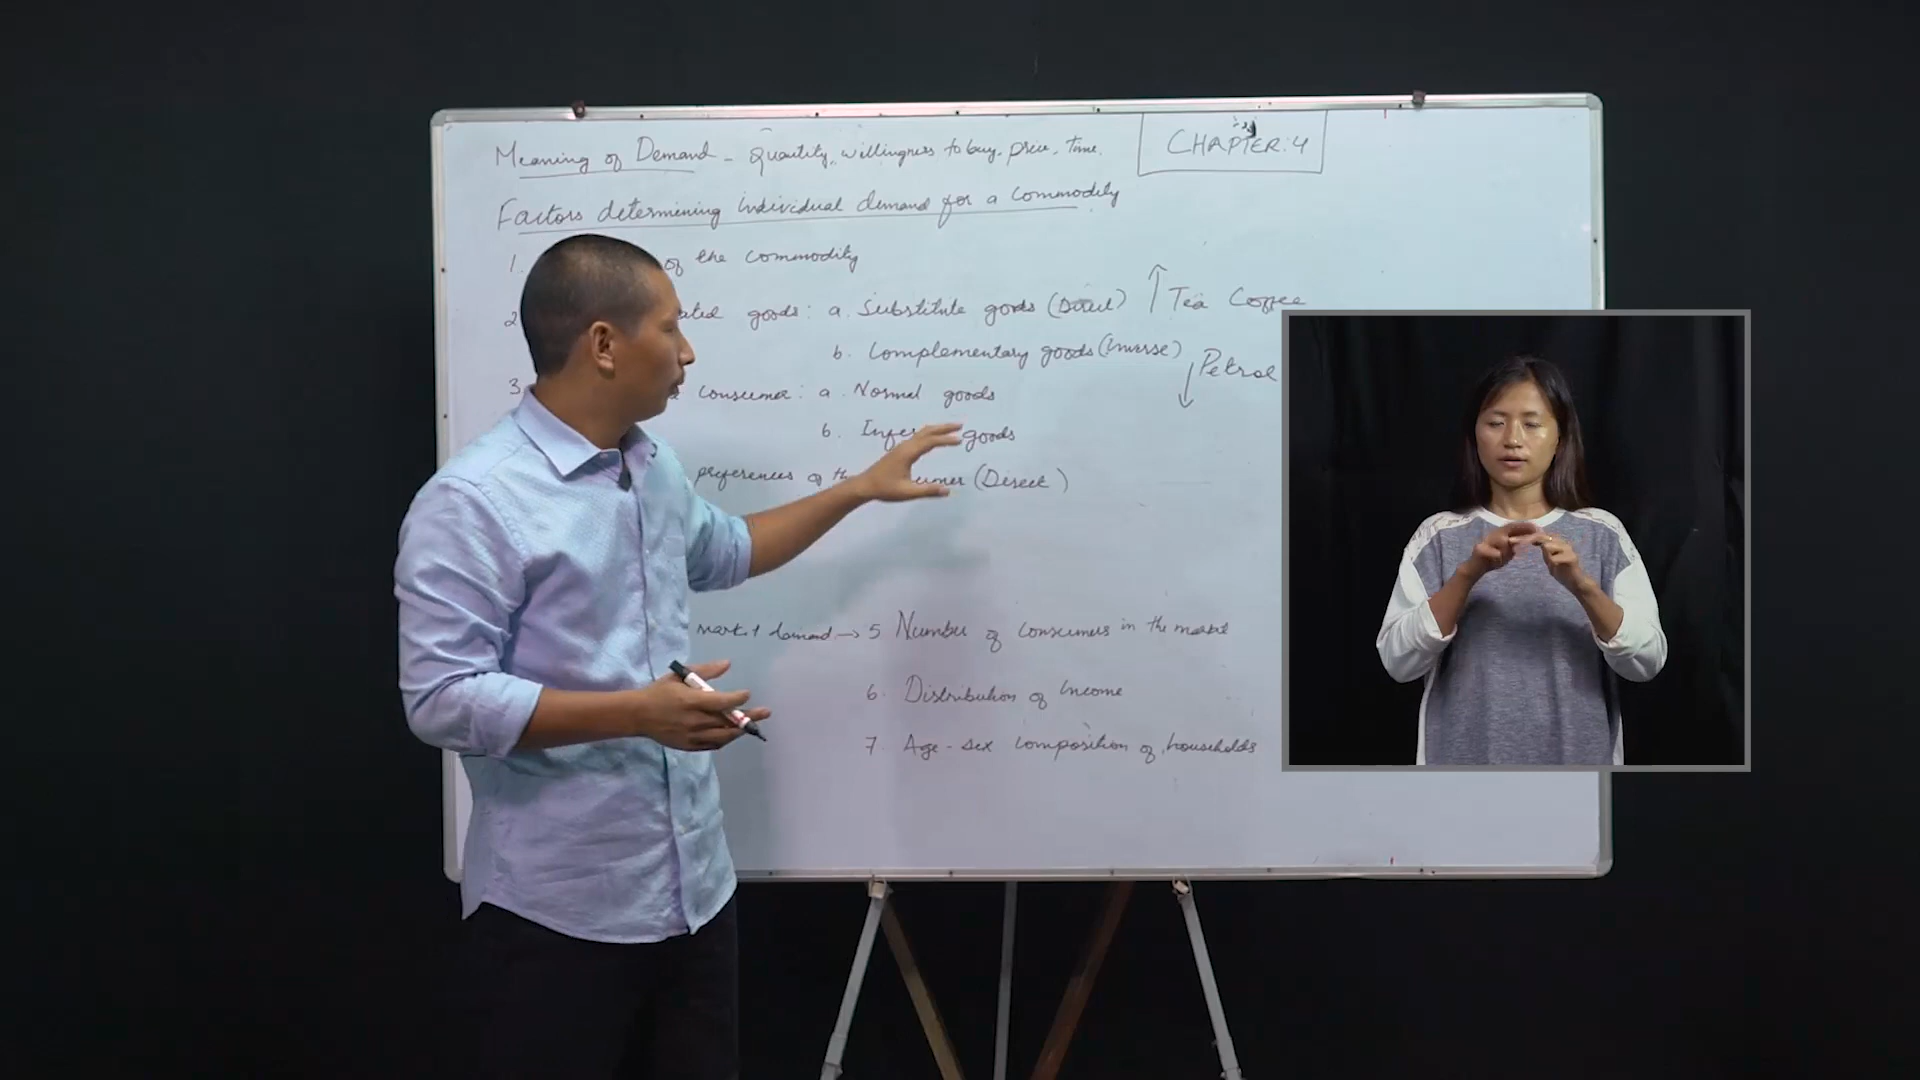 Meaning of Demand - Quantity, willingness to buy, price, time.
CHAPTER: 4
Factors determining individual demand for a commodity
1. of the commodity
2 ated goods: a. Substitute goods (Direct) ↑ Tea Coffee
b. Complementary goods (Inverse) ↓ Petrol
3 consumer: a. Normal goods
b. goods
preferences of the (Direct)
market demand → 5 Number of consumers in the market
6. Distribution of Income
7. Age-sex composition of households